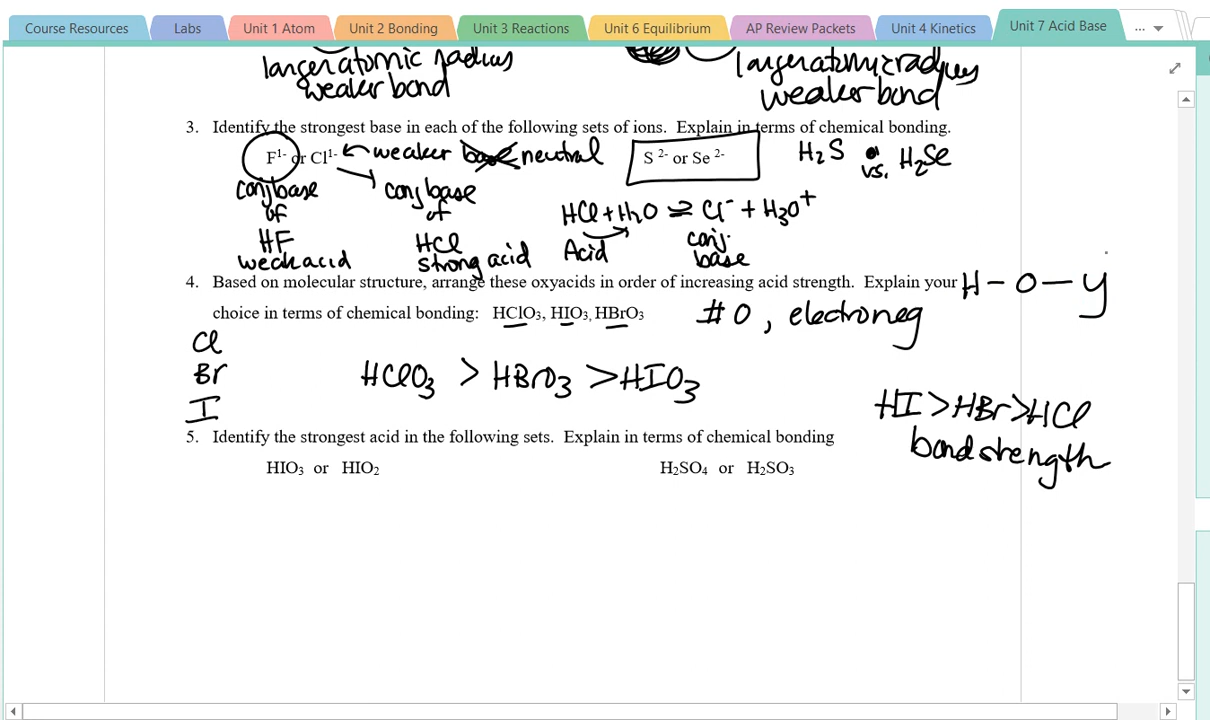 Course Resources Labs Unit 1 Atom Unit 2 Bonding Unit 3 Reactions Unit 6 Equilibrium AP Review Packets Unit 4 Kinetics Unit 7 Acid Base ...
larger atomic radius larger atomic radius
weaker bond weaker bond
3. Identify the strongest base in each of the following sets of ions. Explain in terms of chemical bonding.
F¹⁻ or Cl¹⁻ weaker base neutral S ²⁻ or Se ²⁻ H₂S vs. H₂Se
conj base conj base HCl + H₂O ⇌ Cl⁻ + H₃O⁺
of of
HF HCl Acid conj.
weak acid strong acid base
4. Based on molecular structure, arrange these oxyacids in order of increasing acid strength. Explain your H – O – Y
choice in terms of chemical bonding: HClO₃, HIO₃, HBrO₃ # O, electroneg
Cl
Br HClO₃ > HBrO₃ > HIO₃
I HI > HBr > HCl
5. Identify the strongest acid in the following sets. Explain in terms of chemical bonding bond strength
HIO₃ or HIO₂ H₂SO₄ or H₂SO₃